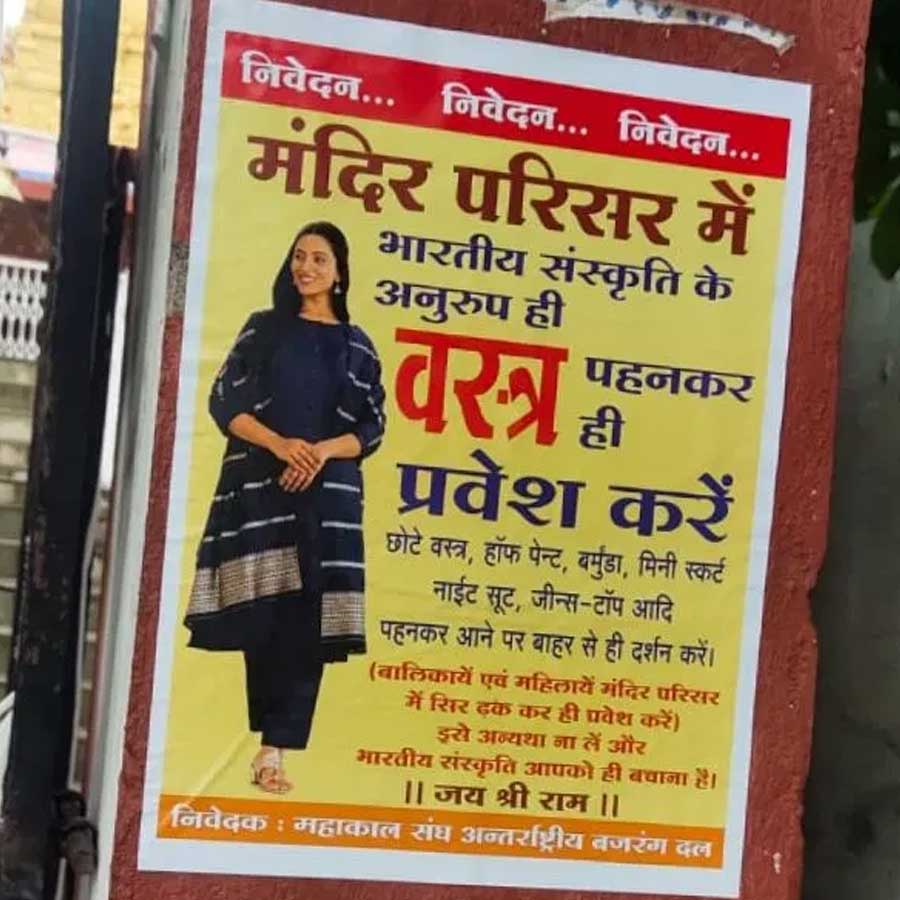 निवेदन... निवेदन... निवेदन...
मंदिर परिसर में
भारतीय संस्कृति के
अनुरुप ही
वस्त्र पहनकर
ही
प्रवेश करें
छोटे वस्त्र, हॉफ पेन्ट, बर्मुडा, मिनी स्कर्ट
नाईट सूट, जीन्स-टॉप आदि
पहनकर आने पर बाहर से ही दर्शन करें।
(बालिकायें एवं महिलायें मंदिर परिसर
में सिर ढ़क कर ही प्रवेश करें)
इसे अन्यथा ना लें और
भारतीय संस्कृति आपको ही बचाना है।
|| जय श्री राम ||
निवेदक : महाकाल संघ अन्तर्राष्ट्रीय बजरंग दल